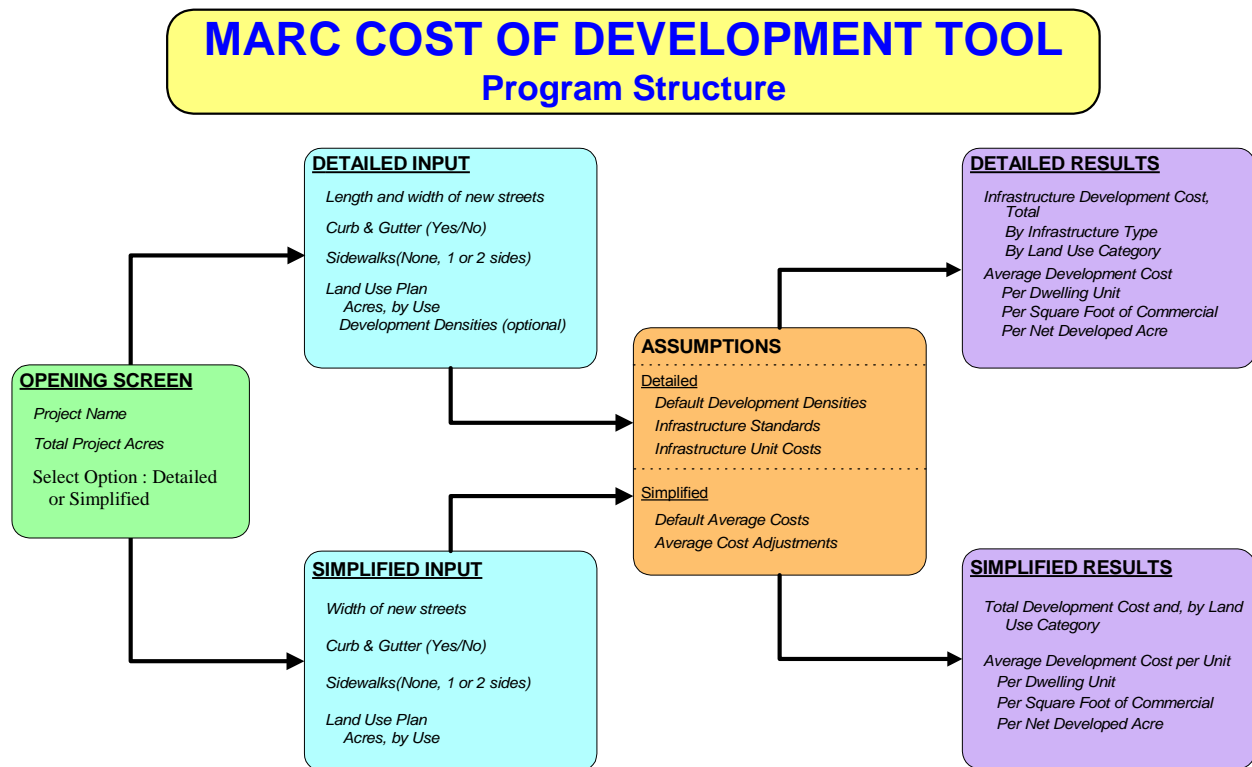 MARC COST OF DEVELOPMENT TOOL
Program Structure
OPENING SCREEN
Project Name
Total Project Acres
Select Option : Detailed
or Simplified
DETAILED INPUT
Length and width of new streets
Curb & Gutter (Yes/No)
Sidewalks(None, 1 or 2 sides)
Land Use Plan
Acres, by Use
Development Densities (optional)
SIMPLIFIED INPUT
Width of new streets
Curb & Gutter (Yes/No)
Sidewalks(None, 1 or 2 sides)
Land Use Plan
Acres, by Use
ASSUMPTIONS
Detailed
Default Development Densities
Infrastructure Standards
Infrastructure Unit Costs
Simplified
Default Average Costs
Average Cost Adjustments
DETAILED RESULTS
Infrastructure Development Cost,
Total
By Infrastructure Type
By Land Use Category
Average Development Cost
Per Dwelling Unit
Per Square Foot of Commercial
Per Net Developed Acre
SIMPLIFIED RESULTS
Total Development Cost and, by Land
Use Category
Average Development Cost per Unit
Per Dwelling Unit
Per Square Foot of Commercial
Per Net Developed Acre